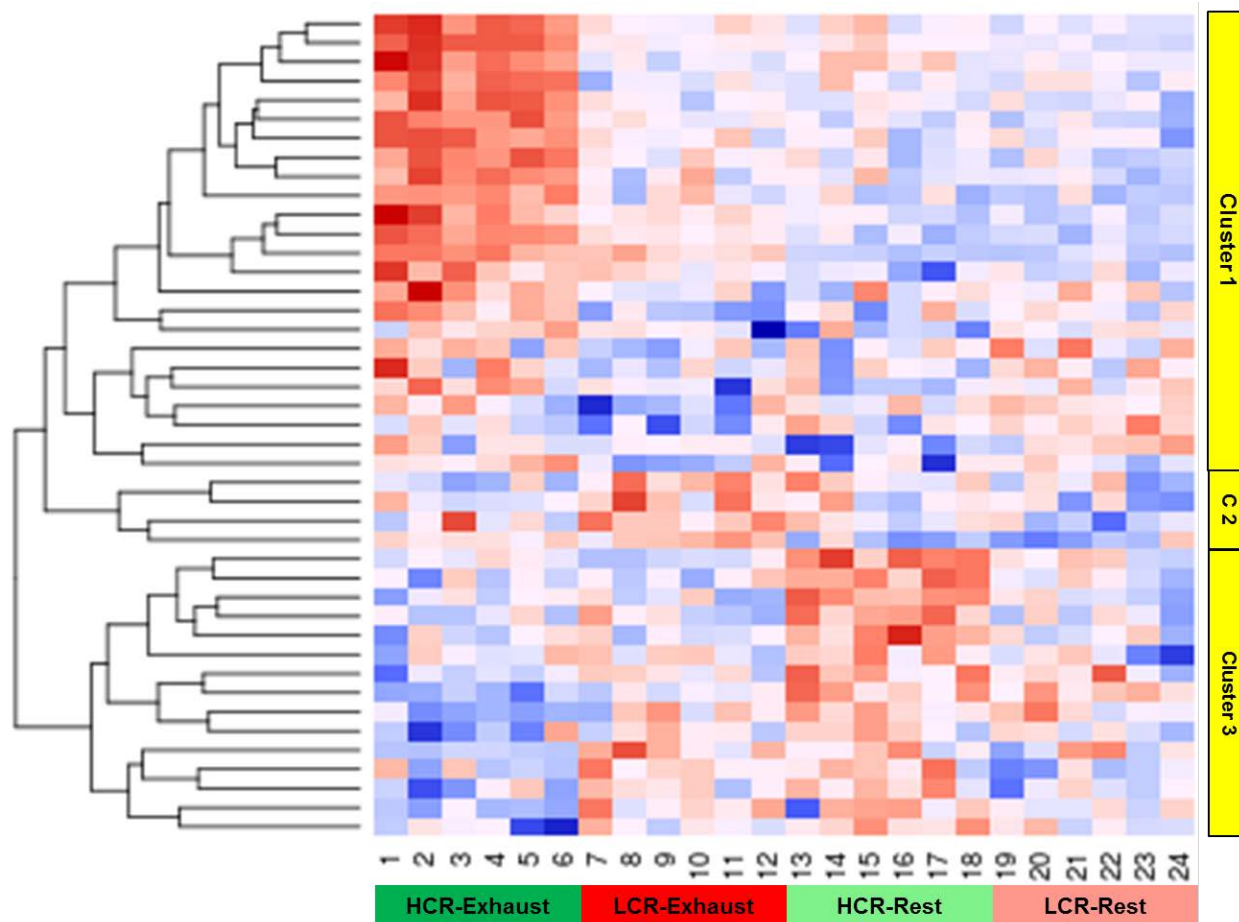 Cluster 1
C 2
Cluster 3
1 2 3 4 5 6 7 8 9 10 11 12 13 14 15 16 17 18 19 20 21 22 23 24
HCR-Exhaust LCR-Exhaust HCR-Rest LCR-Rest